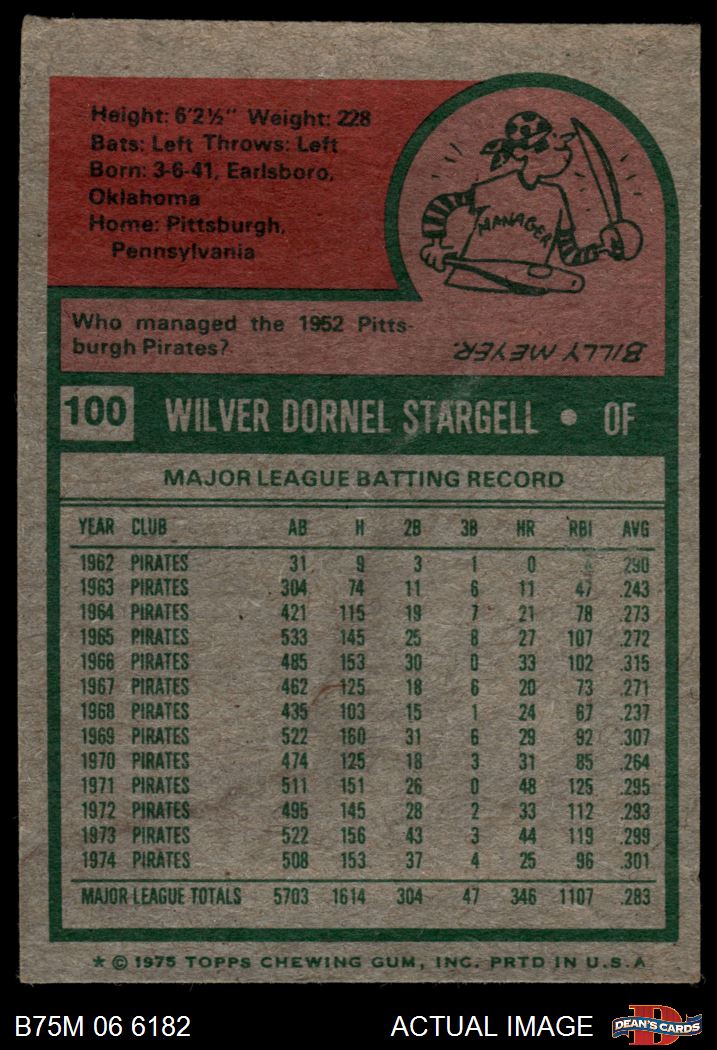 Height: 6'2½" Weight: 228
Bats: Left Throws: Left
Born: 3-6-41, Earlsboro,
Oklahoma
Home: Pittsburgh,
Pennsylvania
MANAGER
Who managed the 1952 Pitts-
burgh Pirates?
BILLY MEYER.
100 WILVER DORNEL STARGELL • OF
MAJOR LEAGUE BATTING RECORD
YEAR CLUB AB H 2B 3B HR RBI AVG
1962 PIRATES 31 9 3 1 0 .290
1963 PIRATES 304 74 11 6 11 47 .243
1964 PIRATES 421 115 19 7 21 78 .273
1965 PIRATES 533 145 25 8 27 107 .272
1966 PIRATES 485 153 30 0 33 102 .315
1967 PIRATES 462 125 18 6 20 73 .271
1968 PIRATES 435 103 15 1 24 67 .237
1969 PIRATES 522 160 31 6 29 92 .307
1970 PIRATES 474 125 18 3 31 85 .264
1971 PIRATES 511 151 26 0 48 125 .295
1972 PIRATES 495 145 28 2 33 112 .293
1973 PIRATES 522 156 43 3 44 119 .299
1974 PIRATES 508 153 37 4 25 96 .301
MAJOR LEAGUE TOTALS 5703 1614 304 47 346 1107 .283
* © 1975 TOPPS CHEWING GUM, INC. PRTD IN U.S.A
B75M 06 6182 ACTUAL IMAGE DEAN'S CARDS